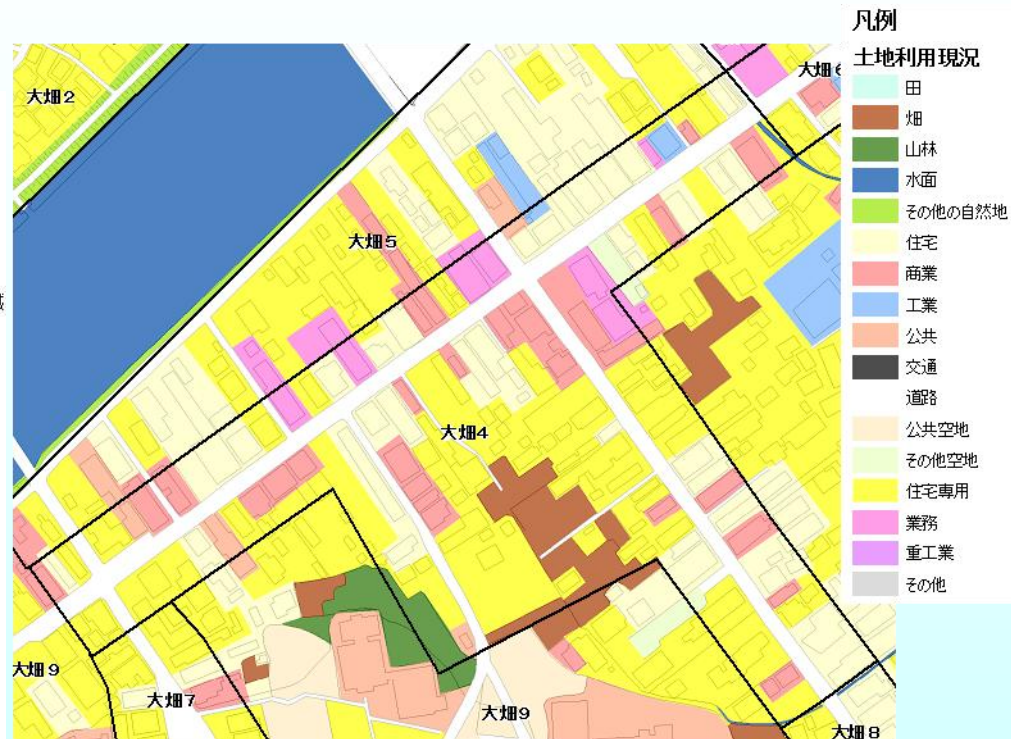 凡例
土地利用現況
田
畑
山林
水面
その他の自然地
住宅
商業
工業
公共
交通
道路
公共空地
その他空地
住宅専用
業務
重工業
その他
大畑2
大畑6
大畑5
大畑4
大畑9
大畑7
大畑9
大畑8